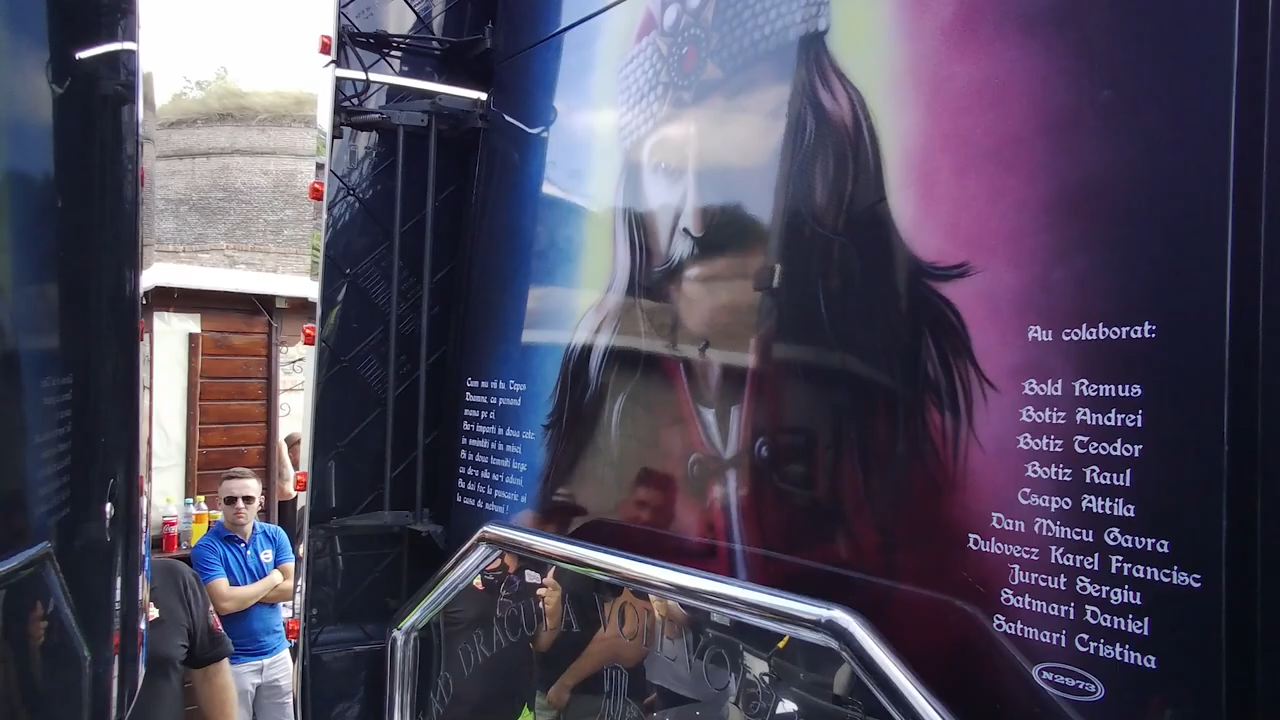 Cum nu vii tu, Țepeș
Doamne, ca punand
mana pe ei,
Sa-i imparti in doua cete:
in smintiti si in misei
Si in doua temniti large
cu de-a sila sa-i aduni
Sa dai foc la puscarie si
la casa de nebuni !
Au colaborat:
Bold Remus
Botiz Andrei
Botiz Teodor
Botiz Raul
Csapo Attila
Dan Mincu Gavra
Dulovecz Karel Francisc
Jurcut Sergiu
Satmari Daniel
Satmari Cristina
N2973
DRACULA VOIEVOD